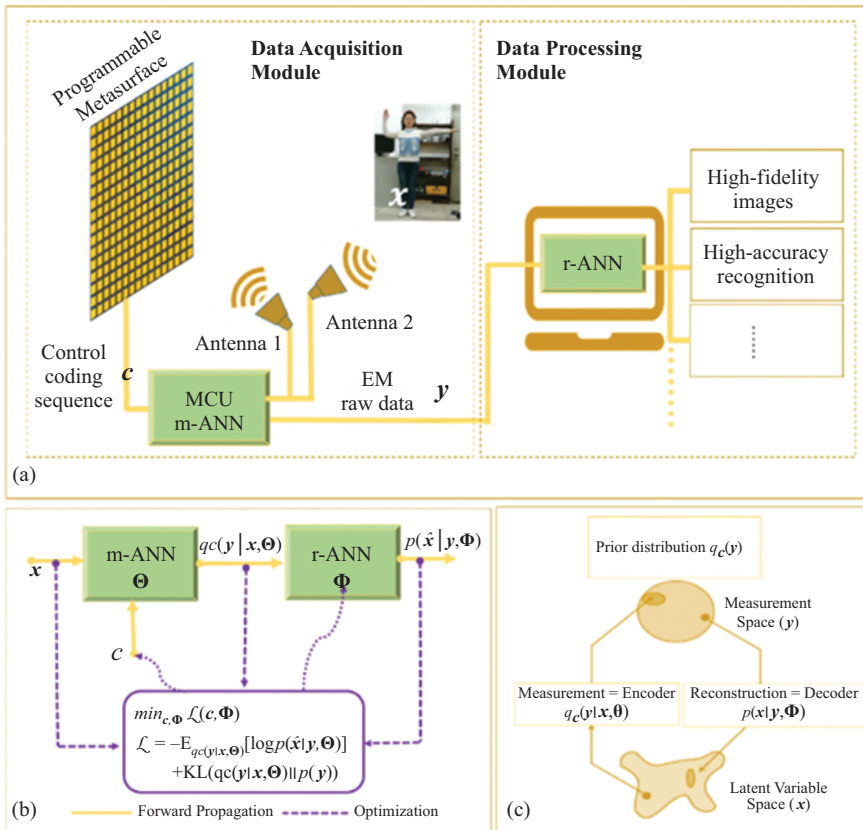 Programmable
Metasurface
Data Acquisition
Module
x
Antenna 1
Antenna 2
Control
coding
sequence
c
MCU
m-ANN
EM
raw data
y
Data Processing
Module
r-ANN
High-fidelity
images
High-accuracy
recognition
(a)
x
m-ANN
Θ
qc(y|x,Θ)
r-ANN
Φ
p(x̂|y,Φ)
c
min_{c,Φ} ℒ(c,Φ)
ℒ = –E_{qc(y|x,Θ)}[logp(x̂|y,Θ)]
+KL(qc(y|x,Θ)||p(y))
Forward Propagation
Optimization
(b)
Prior distribution q_c(y)
Measurement
Space (y)
Measurement = Encoder
q_c(y|x,θ)
Reconstruction = Decoder
p(x|y,Φ)
Latent Variable
Space (x)
(c)